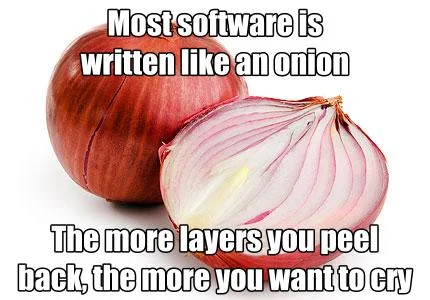 Most software is
written like an onion
The more layers you peel
back, the more you want to cry